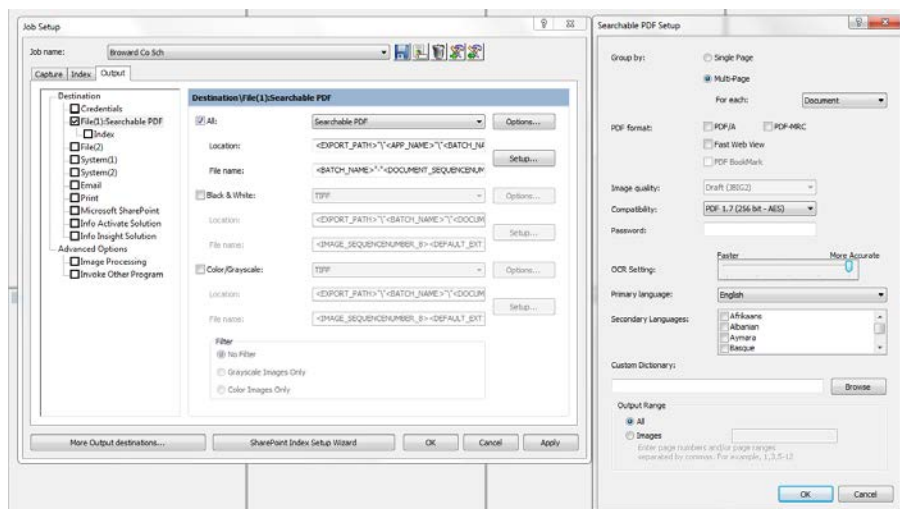 Job Setup
Job name: Broward Co Sch
Capture Index Output
Destination
Credentials
File(1):Searchable PDF
Index
File(2)
System(1)
System(2)
Email
Print
Microsoft SharePoint
Info Activate Solution
Info Insight Solution
Advanced Options
Image Processing
Invoke Other Program
Destination\File(1):Searchable PDF
All: Searchable PDF Options...
Location: <EXPORT_PATH>"\"<APP_NAME>"\"<BATCH_NA
Setup...
File name: <BATCH_NAME>"-"<DOCUMENT_SEQUENCENUM
Black & White: TIFF Options...
Location: <EXPORT_PATH>"\"<BATCH_NAME>"\"<DOCUM
Setup...
File name: <IMAGE_SEQUENCENUMBER_8><DEFAULT_EXT
Color/Grayscale: TIFF Options...
Location: <EXPORT_PATH>"\"<BATCH_NAME>"\"<DOCUM
Setup...
File name: <IMAGE_SEQUENCENUMBER_8><DEFAULT_EXT
Filter
No Filter
Grayscale Images Only
Color Images Only
More Output destinations... SharePoint Index Setup Wizard OK Cancel Apply
Searchable PDF Setup
Group by: Single Page
Multi-Page
For each: Document
PDF format: PDF/A PDF-MRC
Fast Web View
PDF BookMark
Image quality: Draft (JBIG2)
Compatibility: PDF 1.7 (256 bit - AES)
Password:
Faster More Accurate
OCR Setting:
Primary language: English
Secondary Languages: Afrikaans
Albanian
Aymara
Basque
Custom Dictionary:
Browse
Output Range
All
Images
Enter page numbers and/or page ranges
separated by commas. For example, 1,3,5-12
OK Cancel